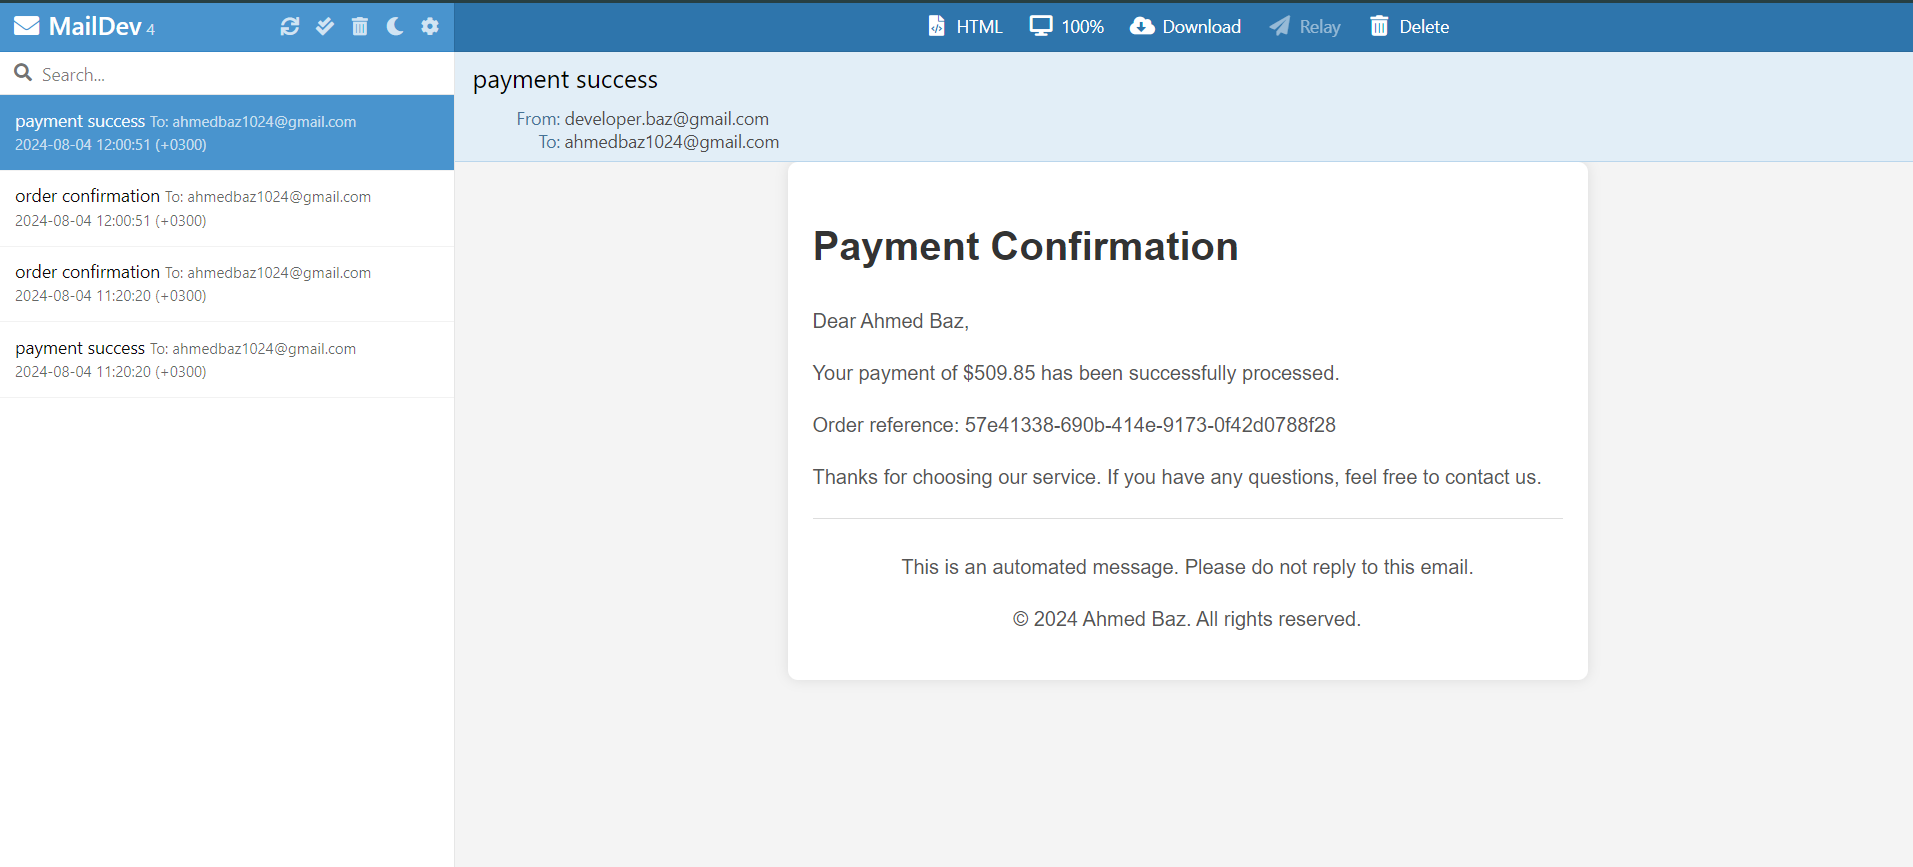 MailDev 4
HTML 100% Download Relay Delete
Search...
payment success To: ahmedbaz1024@gmail.com
2024-08-04 12:00:51 (+0300)
order confirmation To: ahmedbaz1024@gmail.com
2024-08-04 12:00:51 (+0300)
order confirmation To: ahmedbaz1024@gmail.com
2024-08-04 11:20:20 (+0300)
payment success To: ahmedbaz1024@gmail.com
2024-08-04 11:20:20 (+0300)
payment success
From: developer.baz@gmail.com
To: ahmedbaz1024@gmail.com
Payment Confirmation
Dear Ahmed Baz,
Your payment of $509.85 has been successfully processed.
Order reference: 57e41338-690b-414e-9173-0f42d0788f28
Thanks for choosing our service. If you have any questions, feel free to contact us.
This is an automated message. Please do not reply to this email.
© 2024 Ahmed Baz. All rights reserved.